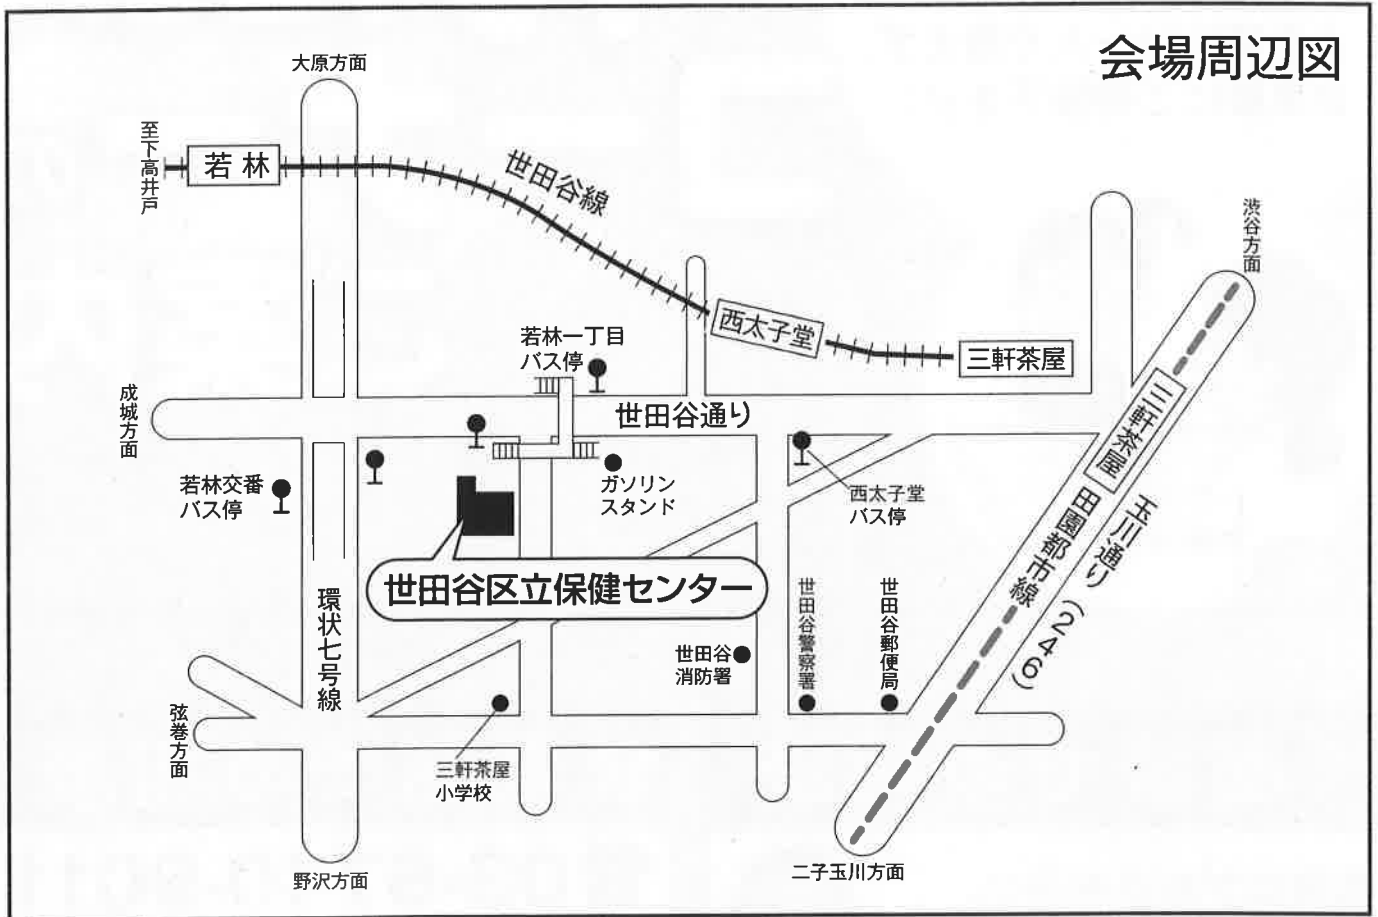 会場周辺図
大原方面
至下高井戸
若林
世田谷線
渋谷方面
西太子堂
三軒茶屋
若林一丁目
バス停
成城方面
世田谷通り
三軒茶屋
若林交番
バス停
ガソリン
スタンド
西太子堂
バス停
田園都市線
玉川通り（246）
世田谷区立保健センター
環状七号線
世田谷警察署
世田谷郵便局
世田谷
消防署
弦巻方面
三軒茶屋
小学校
野沢方面
二子玉川方面